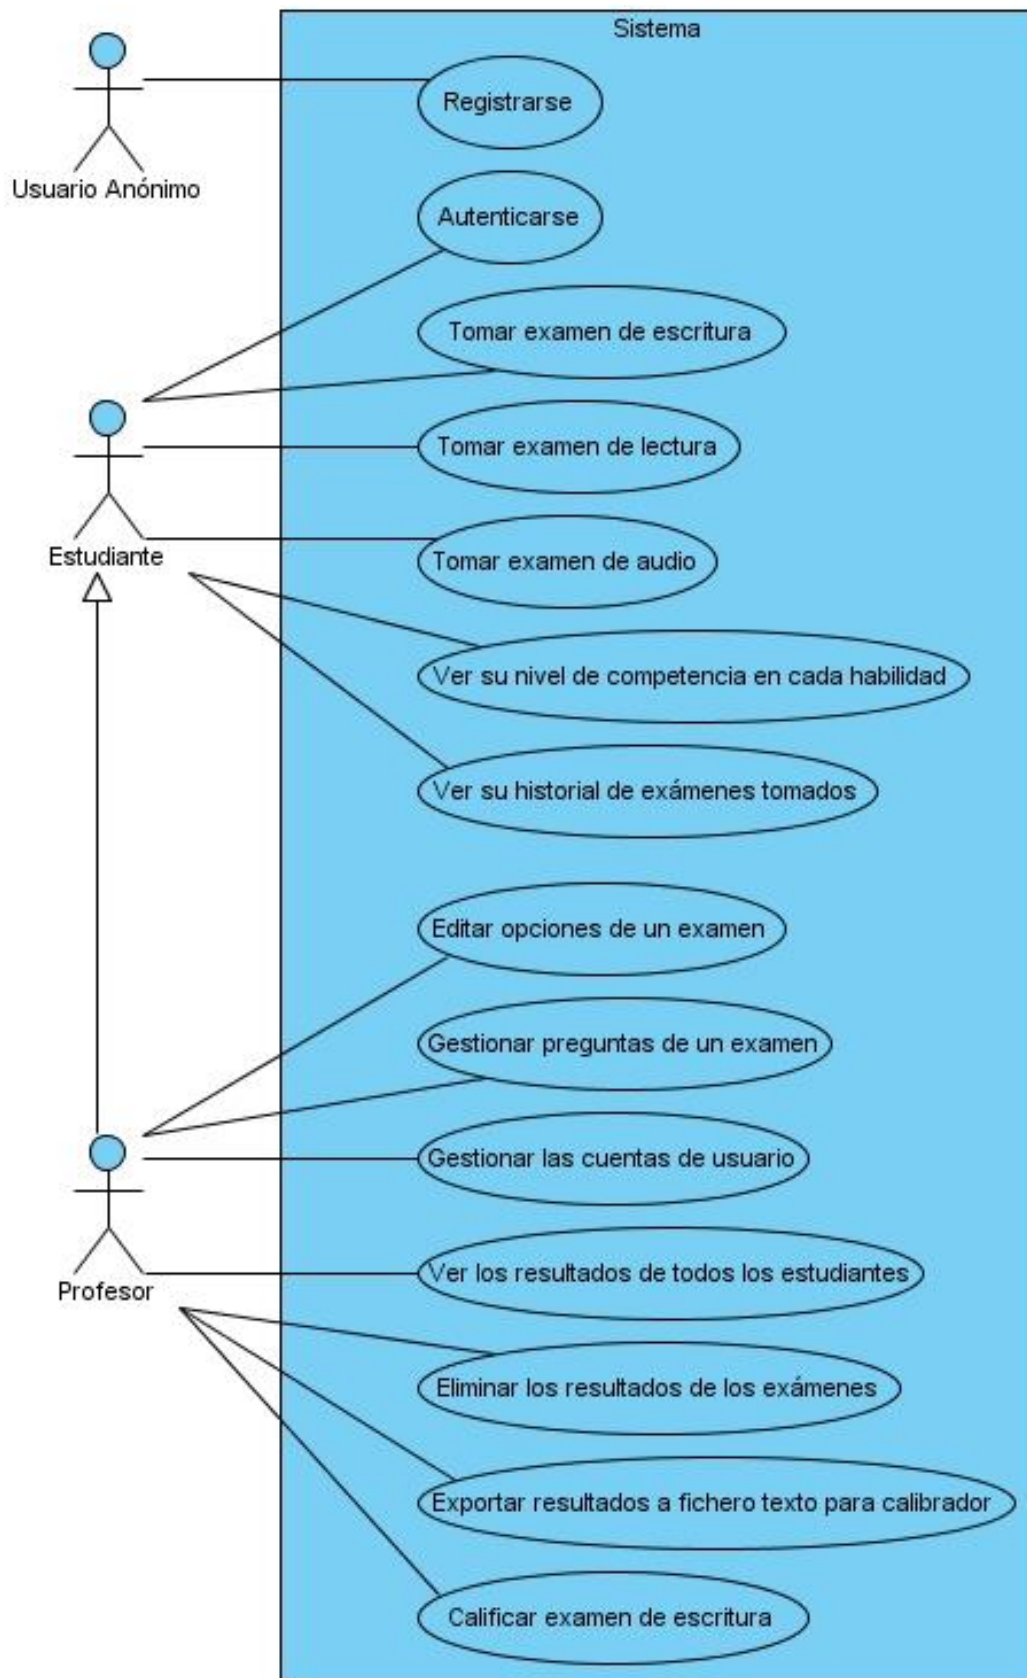 Sistema
Registrarse
Usuario Anónimo
Autenticarse
Tomar examen de escritura
Tomar examen de lectura
Estudiante
Tomar examen de audio
Ver su nivel de competencia en cada habilidad
Ver su historial de exámenes tomados
Editar opciones de un examen
Gestionar preguntas de un examen
Gestionar las cuentas de usuario
Ver los resultados de todos los estudiantes
Profesor
Eliminar los resultados de los exámenes
Exportar resultados a fichero texto para calibrador
Calificar examen de escritura